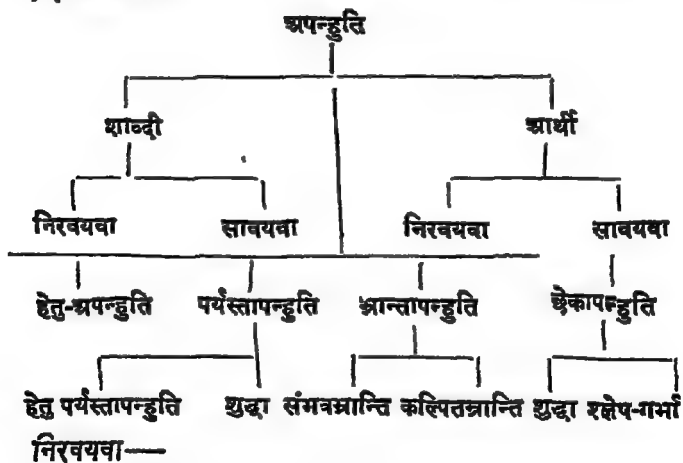 अपन्हुति
शाब्दी आर्थी
निरवयवा सावयवा निरवयवा सावयवा
हेतु-अपन्हुति पर्यस्तापन्हुति भ्रान्तापन्हुति छेकापन्हुति
हेतु पर्यस्तापन्हुति शुद्धा संभवभ्रान्ति कल्पितभ्रान्ति शुद्धा श्लेष-गर्भा
निरवयवा—